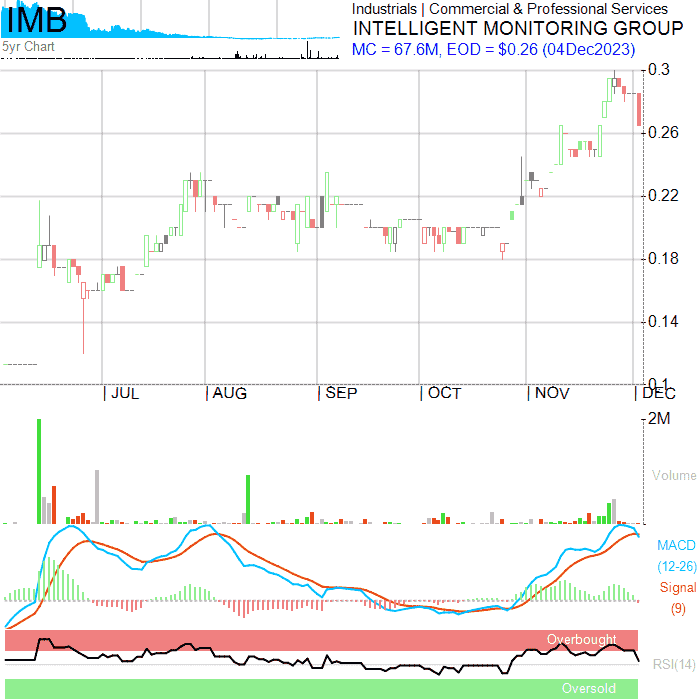 IMB
5yr Chart
Industrials | Commercial & Professional Services
INTELLIGENT MONITORING GROUP
MC = 67.6M, EOD = $0.26 (04Dec2023)
0.3
0.26
0.22
0.18
0.14
0.1
| JUL | AUG | SEP | OCT | NOV | DEC
2M
Volume
MACD
(12-26)
Signal
(9)
Overbought
RSI(14)
Oversold